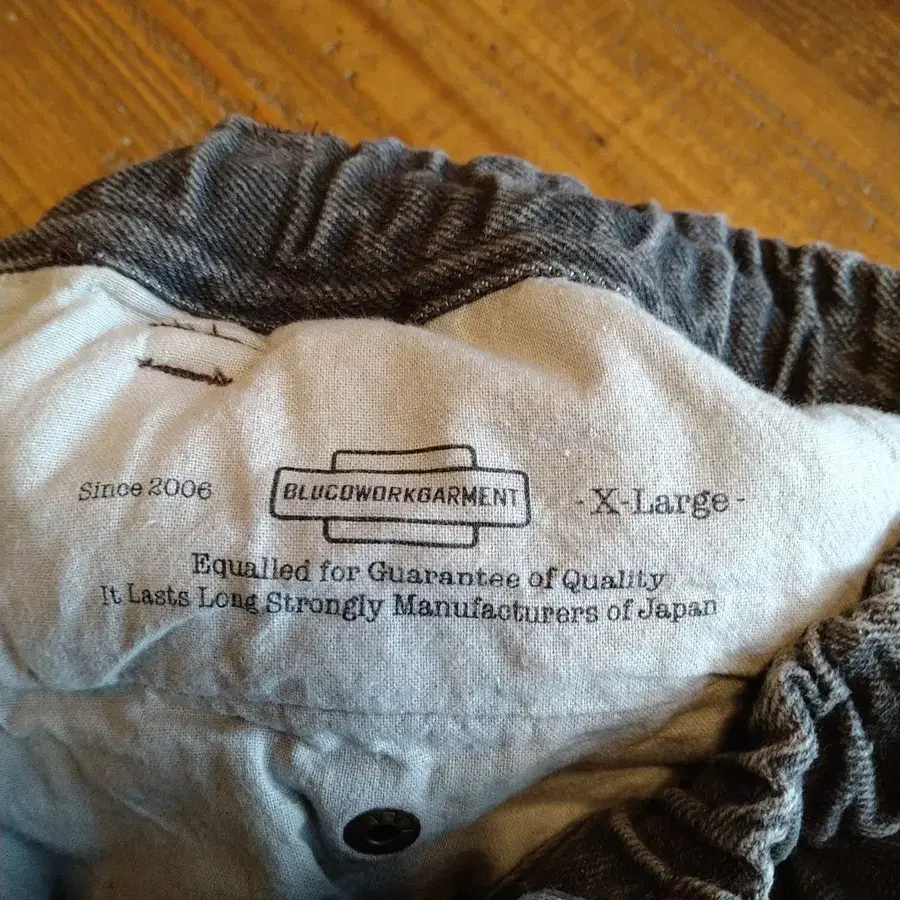 Since 2006
BLUCOWORKGARMENT
- X-Large -
Equalled for Guarantee of Quality
It Lasts Long Strongly Manufacturers of Japan